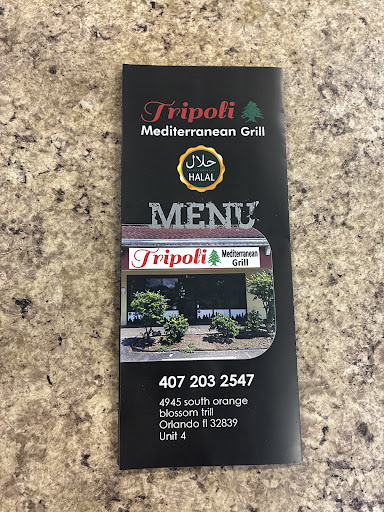 Tripoli
Mediterranean Grill
حلال
HALAL
MENU
Tripoli Mediterranean
Grill
407 203 2547
4945 south orange
blossom trill
Orlando fl 32839
Unit 4